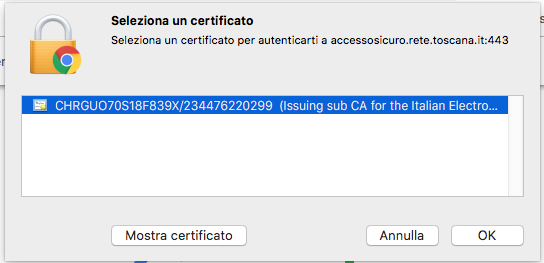 Seleziona un certificato
Seleziona un certificato per autenticarti a accessosicuro.rete.toscana.it:443
CHRGUO70S18F839X/234476220299 (Issuing sub CA for the Italian Electro...
Mostra certificato
Annulla
OK